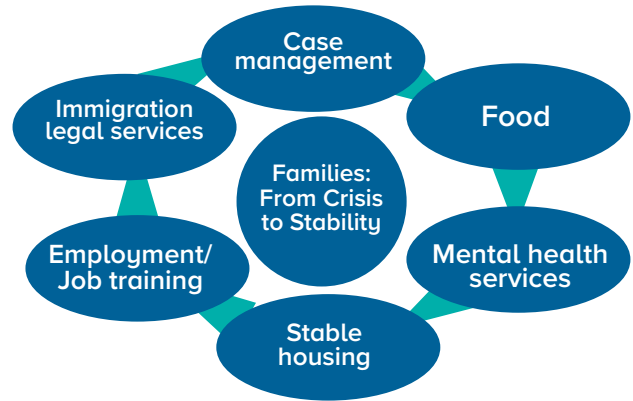 Case
management
Food
Mental health
services
Stable
housing
Employment/
Job training
Immigration
legal services
Families:
From Crisis
to Stability